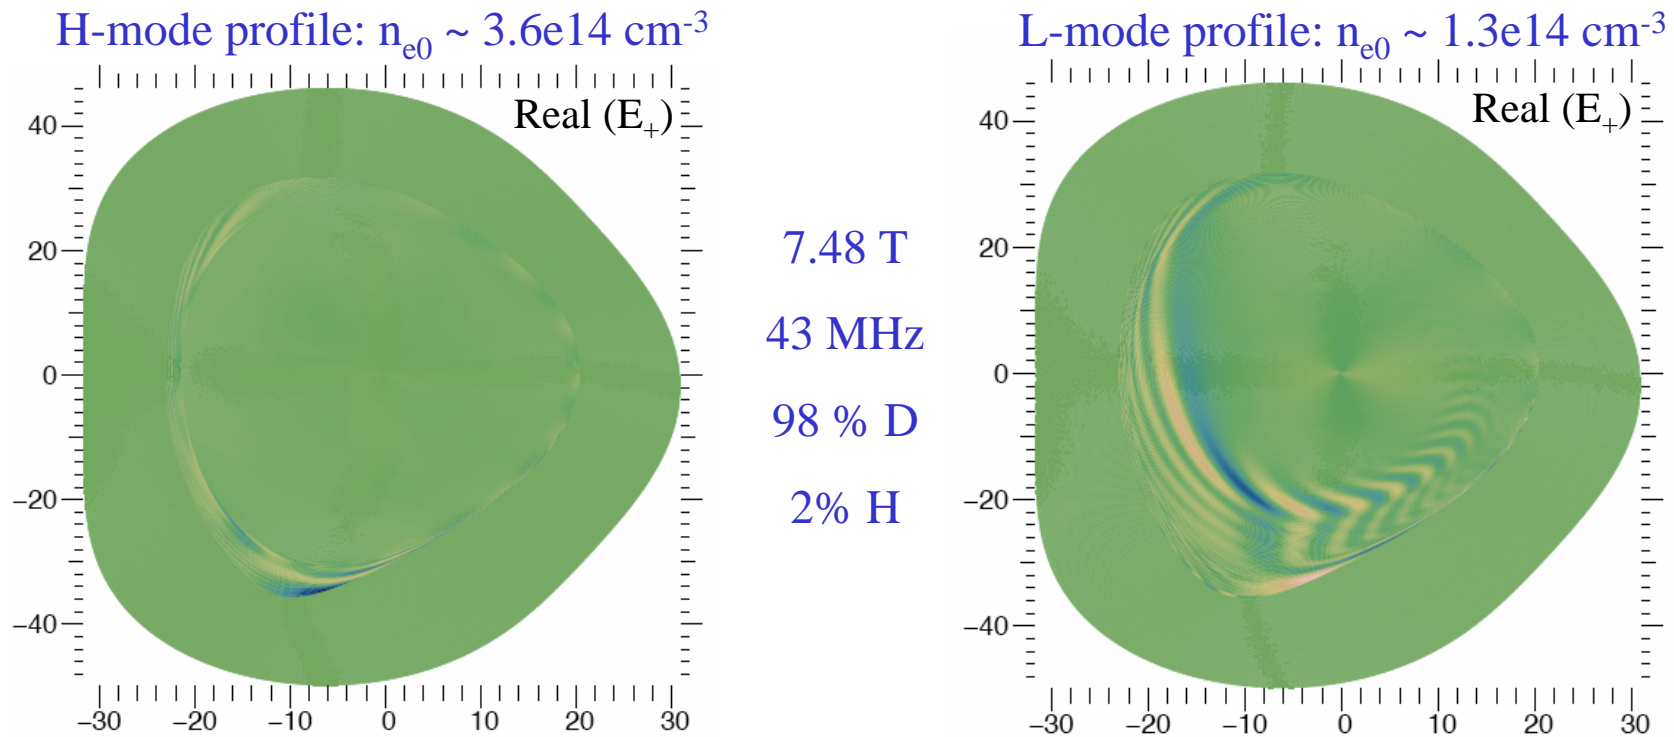 H-mode profile: nₑ₀ ~ 3.6e14 cm⁻³
L-mode profile: nₑ₀ ~ 1.3e14 cm⁻³
Real (E₊)
40
20
0
−20
−40
−30 −20 −10 0 10 20 30
7.48 T
43 MHz
98 % D
2% H
Real (E₊)
40
20
0
−20
−40
−30 −20 −10 0 10 20 30